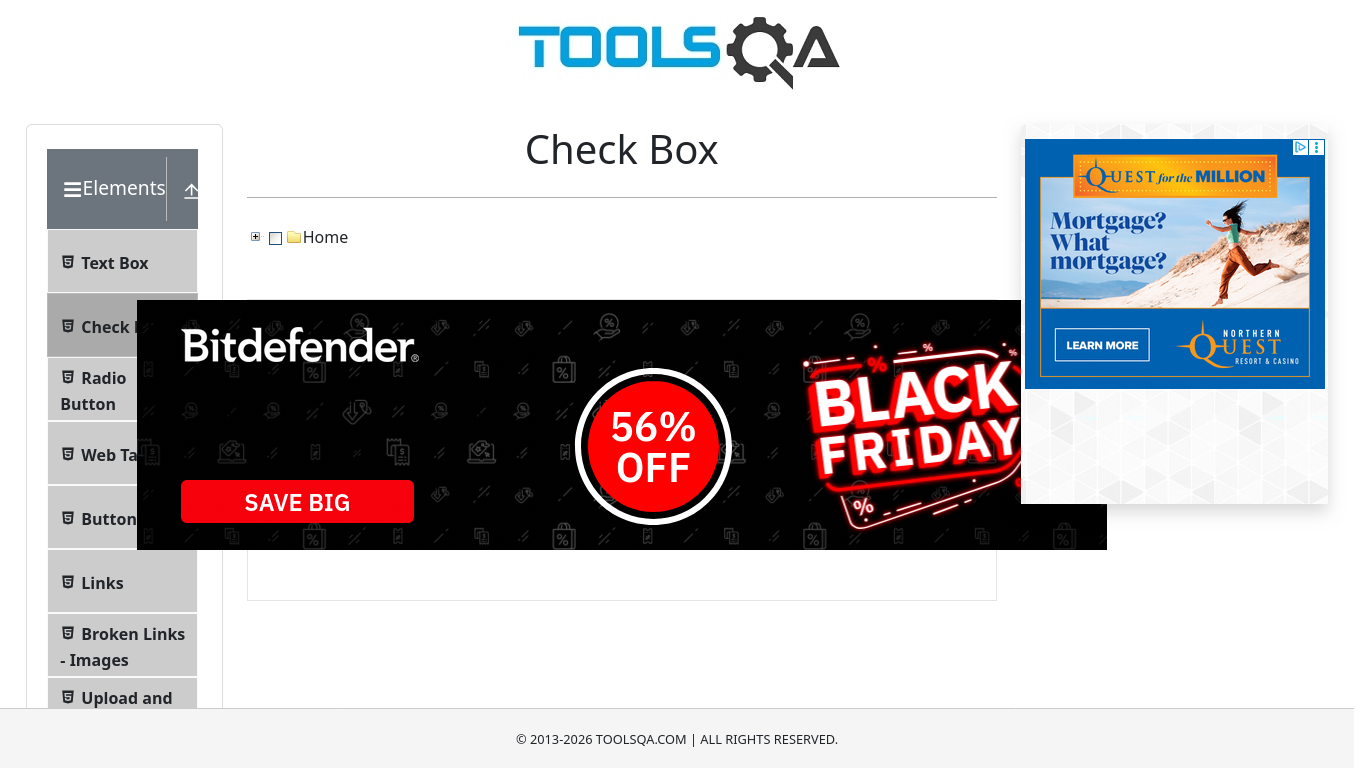 TOOLSQA
Check Box
Elements
Text Box
Check
Radio
Button
Web Ta
Button
Links
Broken Links
- Images
Upload and
Home
Bitdefender®
56%
OFF
BLACK
FRIDAY
%
SAVE BIG
QUEST for the MILLION
Mortgage?
What
mortgage?
LEARN MORE
NORTHERN
QUEST
RESORT & CASINO
© 2013-2026 TOOLSQA.COM | ALL RIGHTS RESERVED.